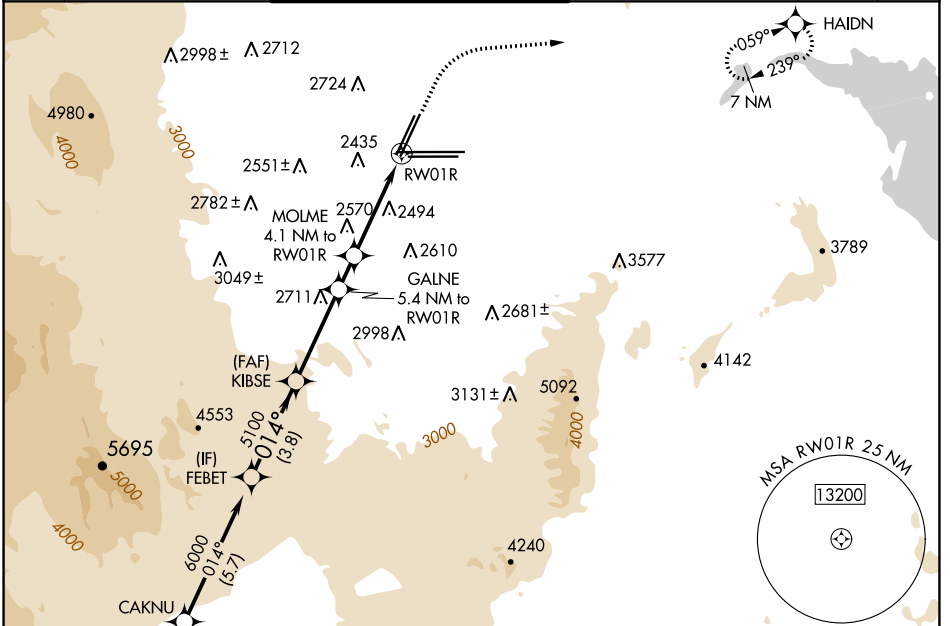 HAIDN
059°
239°
7 NM
2998±
2712
2724
4980
4000
3000
2435
2551±
RW01R
2782±
2570
2494
MOLME
4.1 NM to
RW01R
2610
3049±
GALNE
5.4 NM to
RW01R
2711
3577
3789
2681±
2998
(FAF)
KIBSE
4142
3131±
5092
4000
4553
5100
014°
(3.8)
3000
5695
5000
(IF)
FEBET
4000
6000
014°
(5.7)
4240
CAKNU
MSA RW01R 25 NM
13200